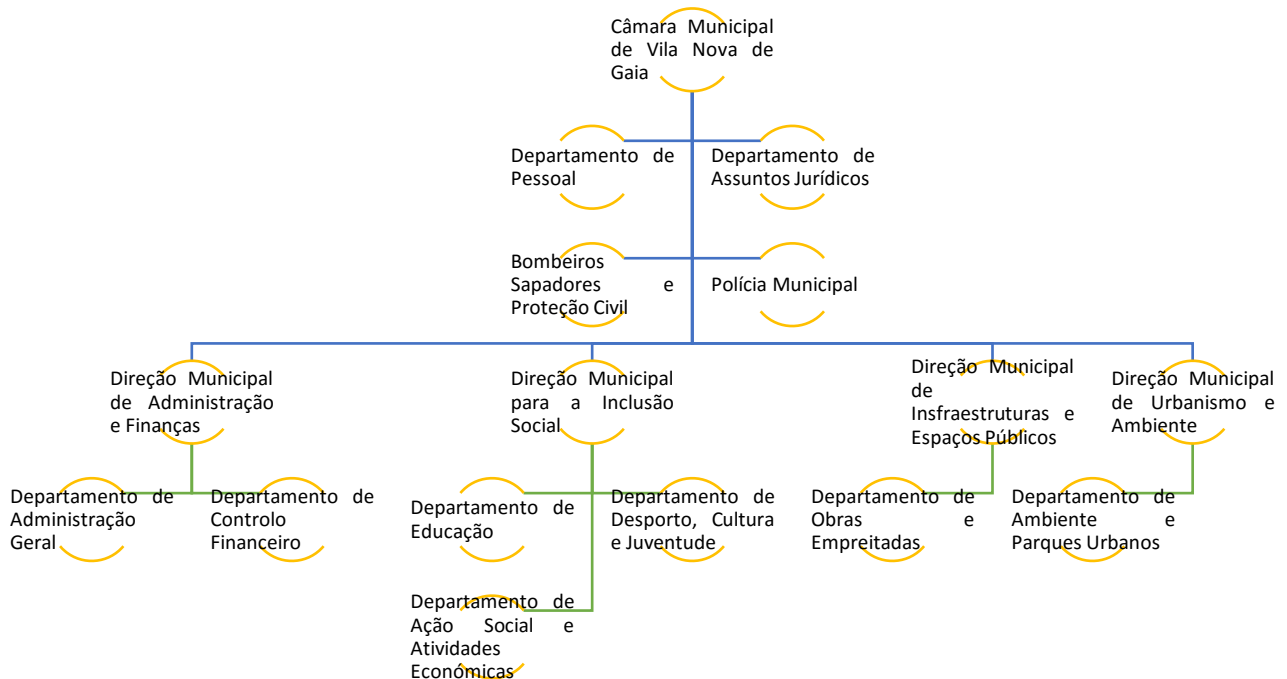 Câmara Municipal
de Vila Nova de
Gaia
Departamento de
Pessoal
Departamento de
Assuntos Jurídicos
Bombeiros
Sapadores e
Proteção Civil
Polícia Municipal
Direção Municipal
de Administração
e Finanças
Direção Municipal
para a Inclusão
Social
Direção Municipal
de
Insfraestruturas e
Espaços Públicos
Direção Municipal
de Urbanismo e
Ambiente
Departamento de
Administração
Geral
Departamento de
Controlo
Financeiro
Departamento de
Educação
Departamento de
Desporto, Cultura
e Juventude
Departamento de
Obras e
Empreitadas
Departamento de
Ambiente e
Parques Urbanos
Departamento de
Ação Social e
Atividades
Económicas